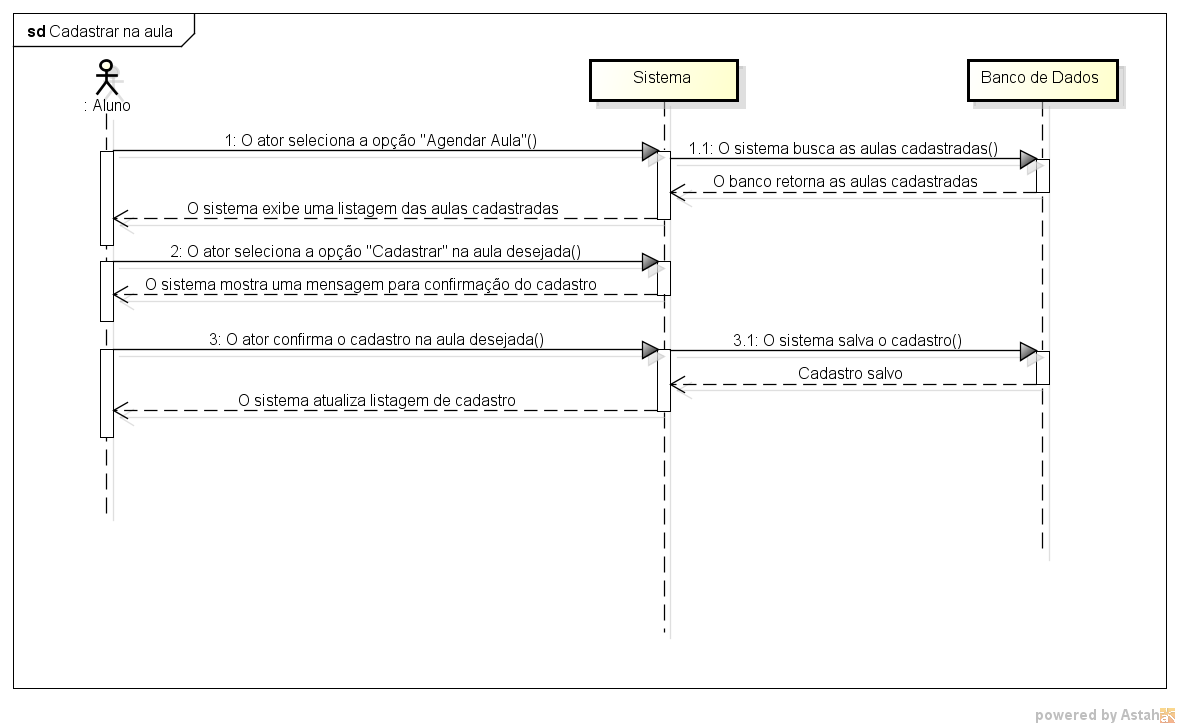 sd Cadastrar na aula
: Aluno
Sistema
Banco de Dados
1: O ator seleciona a opção "Agendar Aula"()
1.1: O sistema busca as aulas cadastradas()
O banco retorna as aulas cadastradas
O sistema exibe uma listagem das aulas cadastradas
2: O ator seleciona a opção "Cadastrar" na aula desejada()
O sistema mostra uma mensagem para confirmação do cadastro
3: O ator confirma o cadastro na aula desejada()
3.1: O sistema salva o cadastro()
Cadastro salvo
O sistema atualiza listagem de cadastro
powered by Astah